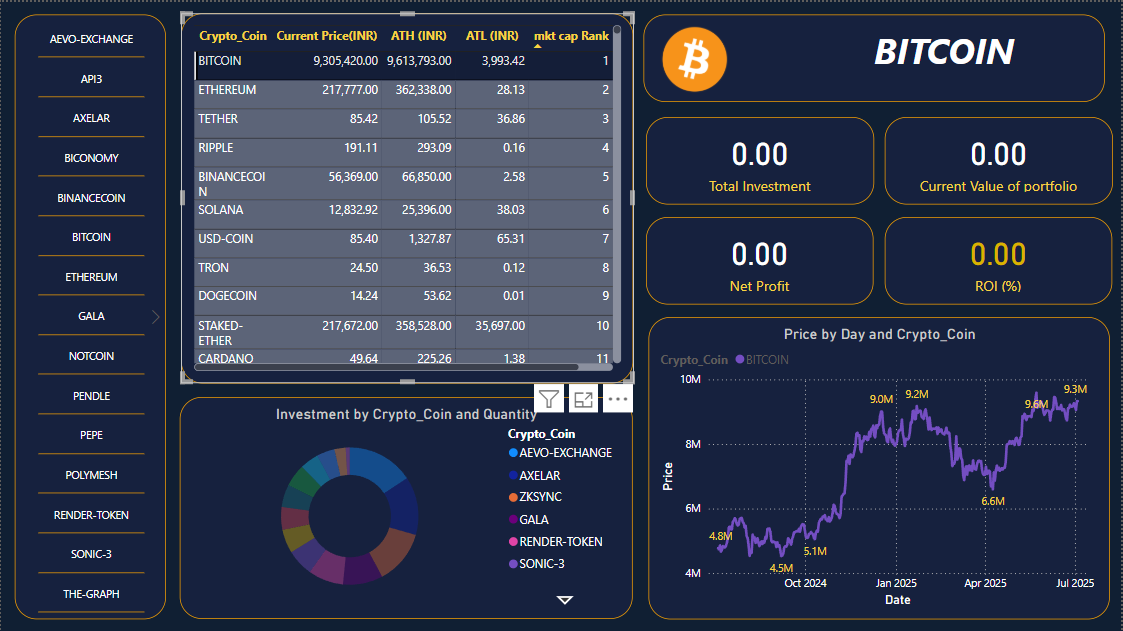 AEVO-EXCHANGE
API3
AXELAR
BICONOMY
BINANCECOIN
BITCOIN
ETHEREUM
GALA
NOTCOIN
PENDLE
PEPE
POLYMESH
RENDER-TOKEN
SONIC-3
THE-GRAPH
Crypto_Coin Current Price(INR) ATH (INR) ATL (INR) mkt cap Rank
BITCOIN 9,305,420.00 9,613,793.00 3,993.42 1
ETHEREUM 217,777.00 362,338.00 28.13 2
TETHER 85.42 105.52 36.86 3
RIPPLE 191.11 293.09 0.16 4
BINANCECOI 56,369.00 66,850.00 2.58 5
N
SOLANA 12,832.92 25,396.00 38.03 6
USD-COIN 85.40 1,327.87 65.31 7
TRON 24.50 36.53 0.12 8
DOGECOIN 14.24 53.62 0.01 9
STAKED- 217,672.00 358,528.00 35,697.00 10
ETHER
CARDANO 49.64 225.26 1.38 11
Investment by Crypto_Coin and Quantity
Crypto_Coin
AEVO-EXCHANGE
AXELAR
ZKSYNC
GALA
RENDER-TOKEN
SONIC-3
BITCOIN
0.00
Total Investment
0.00
Current Value of portfolio
0.00
Net Profit
0.00
ROI (%)
Price by Day and Crypto_Coin
Crypto_Coin BITCOIN
Price
10M
8M
6M
4M
4.8M
4.5M
5.1M
9.0M
9.2M
6.6M
9.6M
9.3M
Oct 2024 Jan 2025 Apr 2025 Jul 2025
Date